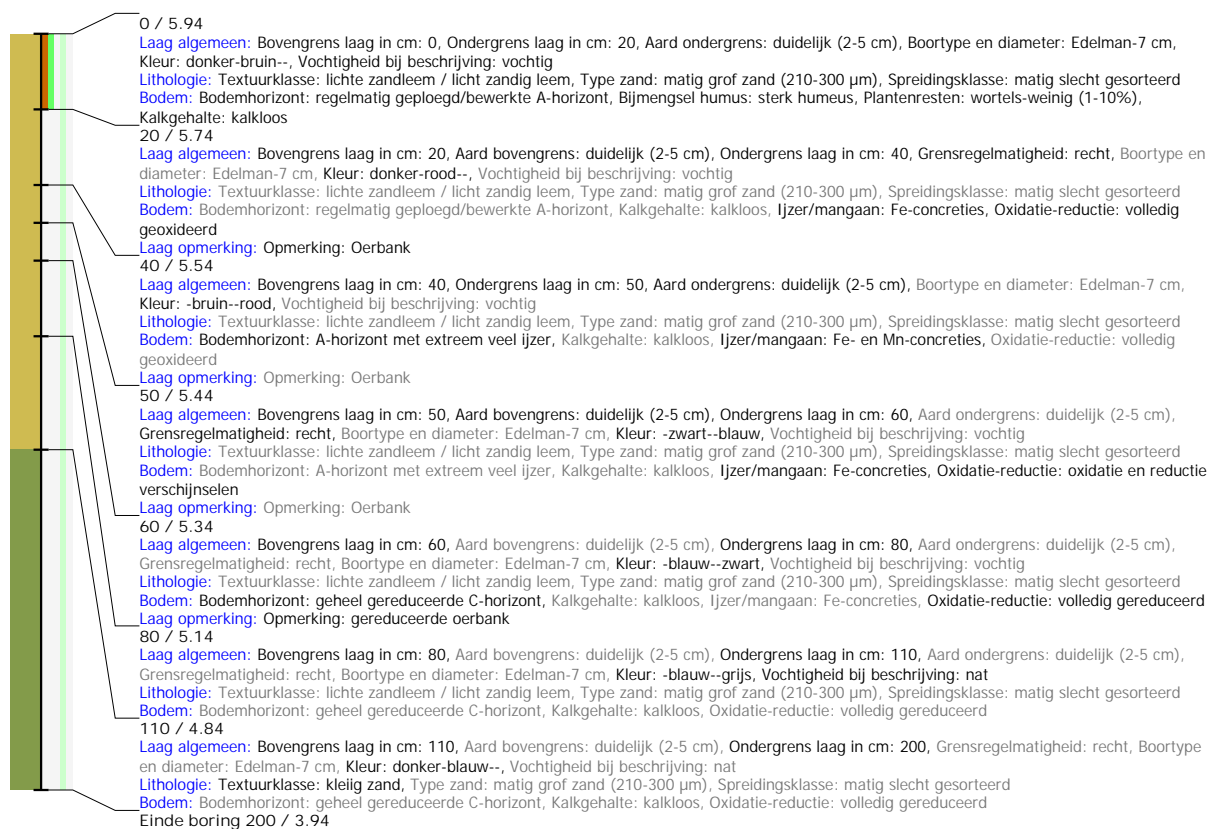 0 / 5.94
Laag algemeen: Bovengrens laag in cm: 0, Ondergrens laag in cm: 20, Aard ondergrens: duidelijk (2-5 cm), Boortype en diameter: Edelman-7 cm,
Kleur: donker-bruin--, Vochtigheid bij beschrijving: vochtig
Lithologie: Textuurklasse: lichte zandleem / licht zandig leem, Type zand: matig grof zand (210-300 µm), Spreidingsklasse: matig slecht gesorteerd
Bodem: Bodemhorizont: regelmatig geploegd/bewerkte A-horizont, Bijmengsel humus: sterk humeus, Plantenresten: wortels-weinig (1-10%),
Kalkgehalte: kalkloos
20 / 5.74
Laag algemeen: Bovengrens laag in cm: 20, Aard bovengrens: duidelijk (2-5 cm), Ondergrens laag in cm: 40, Grensregelmatigheid: recht, Boortype en
diameter: Edelman-7 cm, Kleur: donker-rood--, Vochtigheid bij beschrijving: vochtig
Lithologie: Textuurklasse: lichte zandleem / licht zandig leem, Type zand: matig grof zand (210-300 µm), Spreidingsklasse: matig slecht gesorteerd
Bodem: Bodemhorizont: regelmatig geploegd/bewerkte A-horizont, Kalkgehalte: kalkloos, Ijzer/mangaan: Fe-concreties, Oxidatie-reductie: volledig
geoxideerd
Laag opmerking: Opmerking: Oerbank
40 / 5.54
Laag algemeen: Bovengrens laag in cm: 40, Ondergrens laag in cm: 50, Aard ondergrens: duidelijk (2-5 cm), Boortype en diameter: Edelman-7 cm,
Kleur: -bruin--rood, Vochtigheid bij beschrijving: vochtig
Lithologie: Textuurklasse: lichte zandleem / licht zandig leem, Type zand: matig grof zand (210-300 µm), Spreidingsklasse: matig slecht gesorteerd
Bodem: Bodemhorizont: A-horizont met extreem veel ijzer, Kalkgehalte: kalkloos, Ijzer/mangaan: Fe- en Mn-concreties, Oxidatie-reductie: volledig
geoxideerd
Laag opmerking: Opmerking: Oerbank
50 / 5.44
Laag algemeen: Bovengrens laag in cm: 50, Aard bovengrens: duidelijk (2-5 cm), Ondergrens laag in cm: 60, Aard ondergrens: duidelijk (2-5 cm),
Grensregelmatigheid: recht, Boortype en diameter: Edelman-7 cm, Kleur: -zwart--blauw, Vochtigheid bij beschrijving: vochtig
Lithologie: Textuurklasse: lichte zandleem / licht zandig leem, Type zand: matig grof zand (210-300 µm), Spreidingsklasse: matig slecht gesorteerd
Bodem: Bodemhorizont: A-horizont met extreem veel ijzer, Kalkgehalte: kalkloos, Ijzer/mangaan: Fe-concreties, Oxidatie-reductie: oxidatie en reductie
verschijnselen
Laag opmerking: Opmerking: Oerbank
60 / 5.34
Laag algemeen: Bovengrens laag in cm: 60, Aard bovengrens: duidelijk (2-5 cm), Ondergrens laag in cm: 80, Aard ondergrens: duidelijk (2-5 cm),
Grensregelmatigheid: recht, Boortype en diameter: Edelman-7 cm, Kleur: -blauw--zwart, Vochtigheid bij beschrijving: vochtig
Lithologie: Textuurklasse: lichte zandleem / licht zandig leem, Type zand: matig grof zand (210-300 µm), Spreidingsklasse: matig slecht gesorteerd
Bodem: Bodemhorizont: geheel gereduceerde C-horizont, Kalkgehalte: kalkloos, Ijzer/mangaan: Fe-concreties, Oxidatie-reductie: volledig gereduceerd
Laag opmerking: Opmerking: gereduceerde oerbank
80 / 5.14
Laag algemeen: Bovengrens laag in cm: 80, Aard bovengrens: duidelijk (2-5 cm), Ondergrens laag in cm: 110, Aard ondergrens: duidelijk (2-5 cm),
Grensregelmatigheid: recht, Boortype en diameter: Edelman-7 cm, Kleur: -blauw--grijs, Vochtigheid bij beschrijving: nat
Lithologie: Textuurklasse: lichte zandleem / licht zandig leem, Type zand: matig grof zand (210-300 µm), Spreidingsklasse: matig slecht gesorteerd
Bodem: Bodemhorizont: geheel gereduceerde C-horizont, Kalkgehalte: kalkloos, Oxidatie-reductie: volledig gereduceerd
110 / 4.84
Laag algemeen: Bovengrens laag in cm: 110, Aard bovengrens: duidelijk (2-5 cm), Ondergrens laag in cm: 200, Grensregelmatigheid: recht, Boortype
en diameter: Edelman-7 cm, Kleur: donker-blauw--, Vochtigheid bij beschrijving: nat
Lithologie: Textuurklasse: kleiig zand, Type zand: matig grof zand (210-300 µm), Spreidingsklasse: matig slecht gesorteerd
Bodem: Bodemhorizont: geheel gereduceerde C-horizont, Kalkgehalte: kalkloos, Oxidatie-reductie: volledig gereduceerd
Einde boring 200 / 3.94